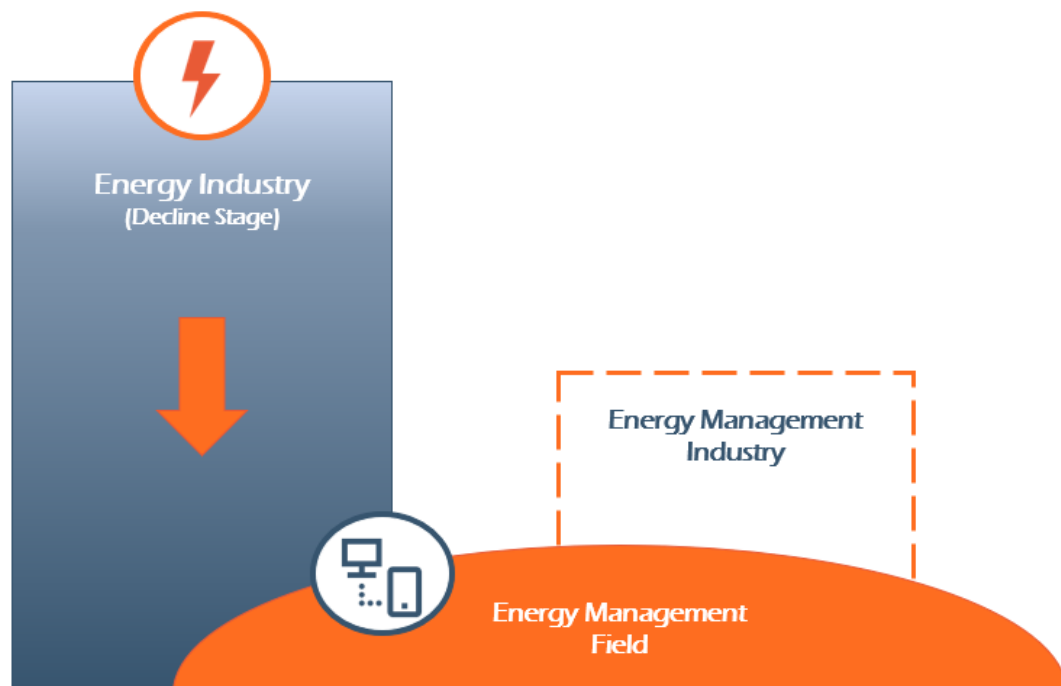 Energy Industry
(Decline Stage)
Energy Management
Industry
Energy Management
Field